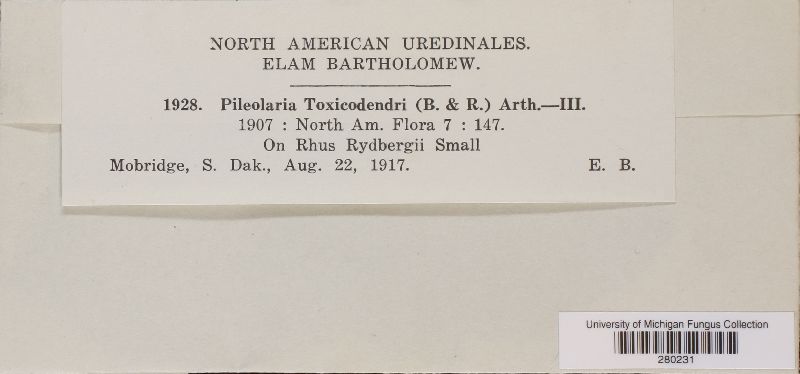 NORTH AMERICAN UREDINALES.
ELAM BARTHOLOMEW.
1928. Pileolaria Toxicodendri (B. & R.) Arth.—III.
1907 : North Am. Flora 7 : 147.
On Rhus Rydbergii Small
Mobridge, S. Dak., Aug. 22, 1917. E. B.
University of Michigan Fungus Collection
280231